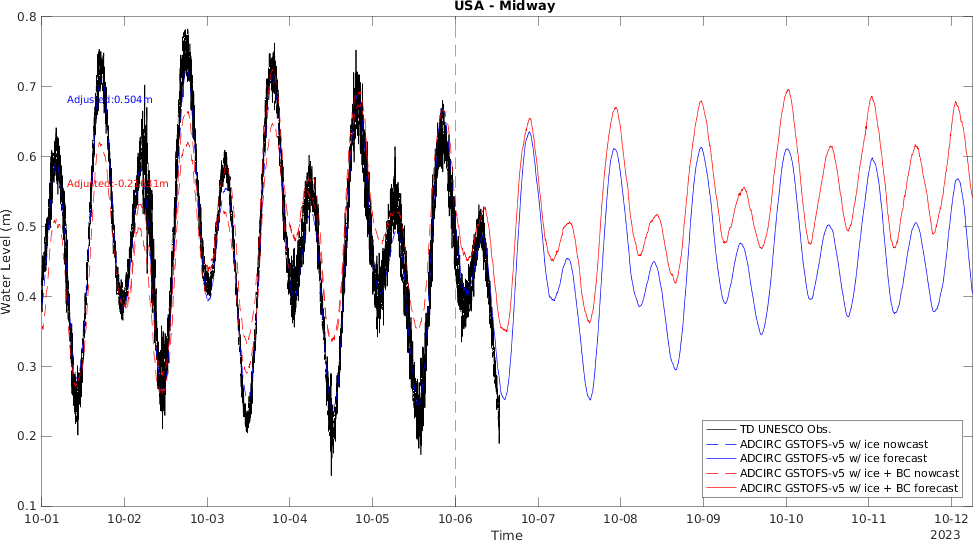 USA - Midway
0.8
0.7
0.6
0.5
0.4
0.3
0.2
0.1
Water Level (m)
Adjusted:0.504m
10-01
10-02
10-03
10-04
10-05
10-06
10-07
10-08
10-09
10-10
10-11
10-12
2023
Time
TD UNESCO Obs.
ADCIRC GSTOFS-v5 w/ ice nowcast
ADCIRC GSTOFS-v5 w/ ice forecast
ADCIRC GSTOFS-v5 w/ ice + BC nowcast
ADCIRC GSTOFS-v5 w/ ice + BC forecast